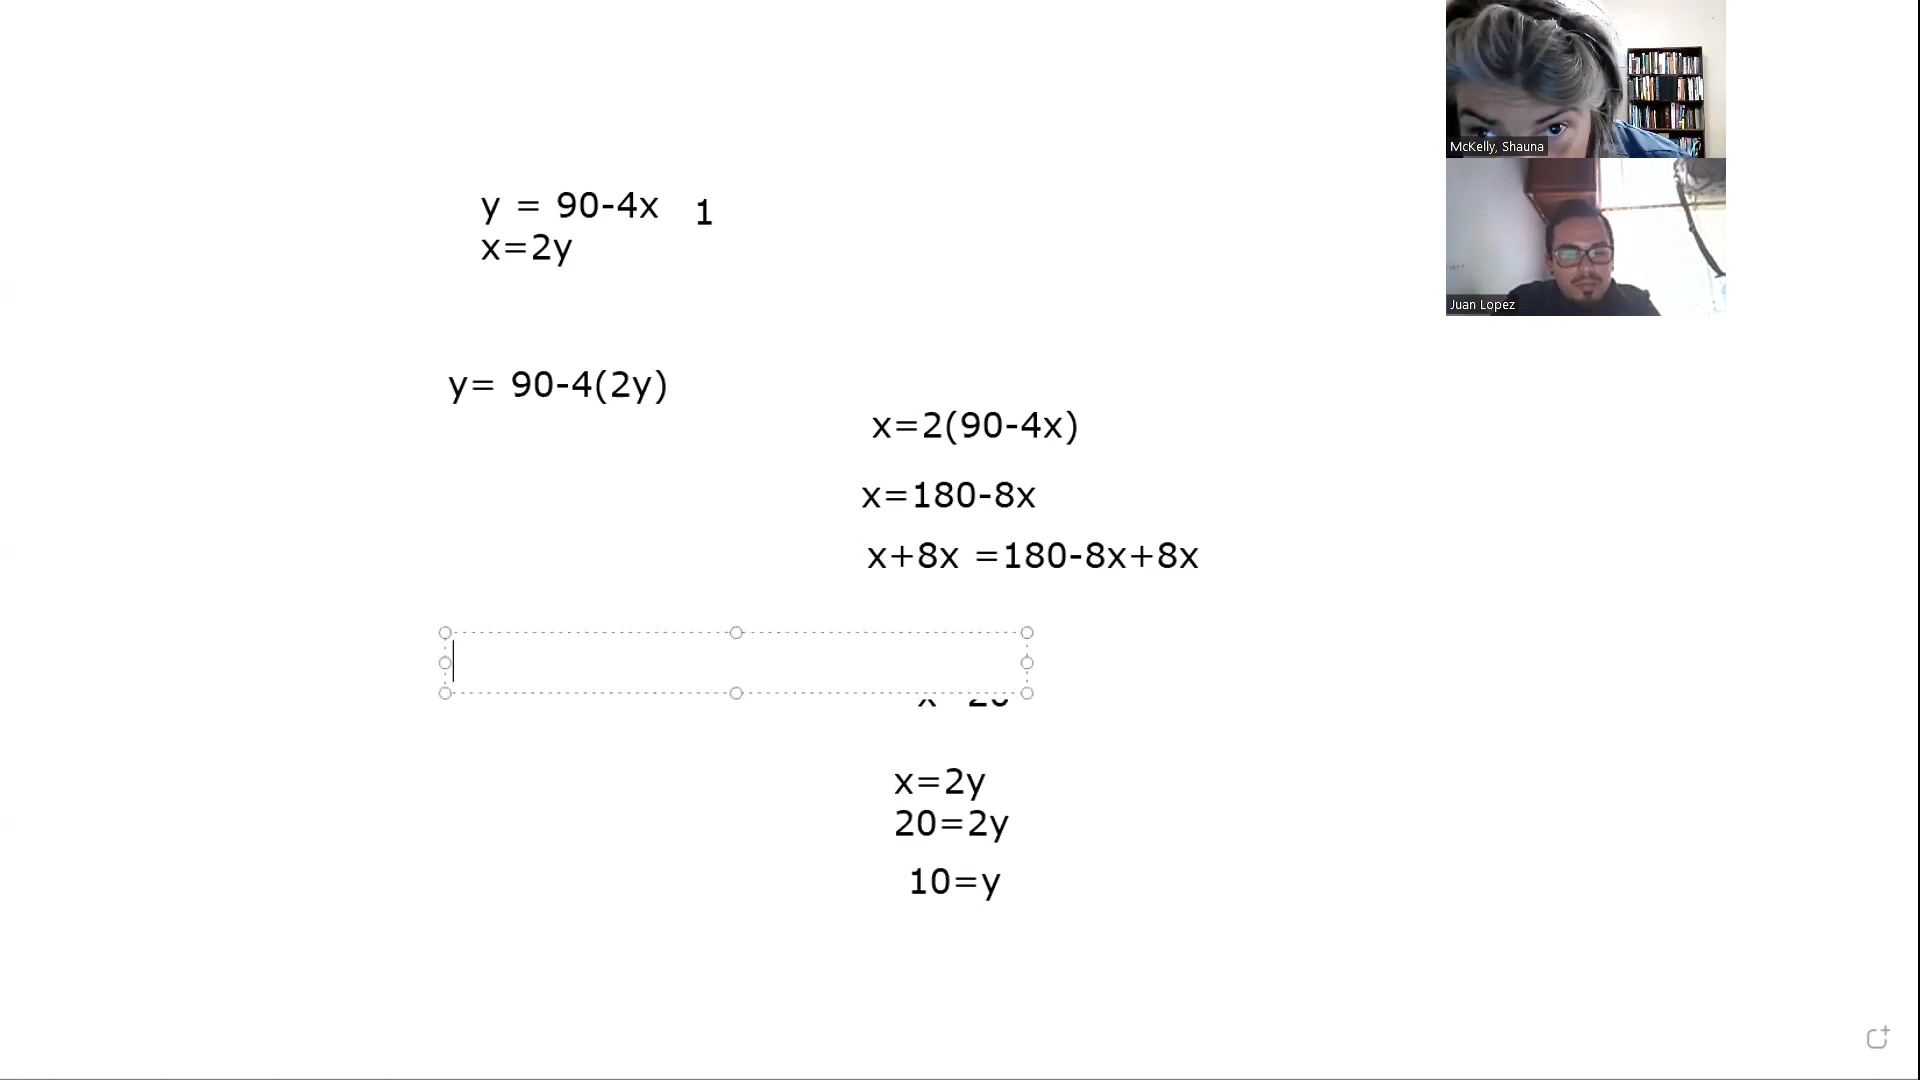 McKelly, Shauna
Juan Lopez
y = 90-4x 1
x=2y
y= 90-4(2y)
x=2(90-4x)
x=180-8x
x+8x =180-8x+8x
x=2y
20=2y
10=y